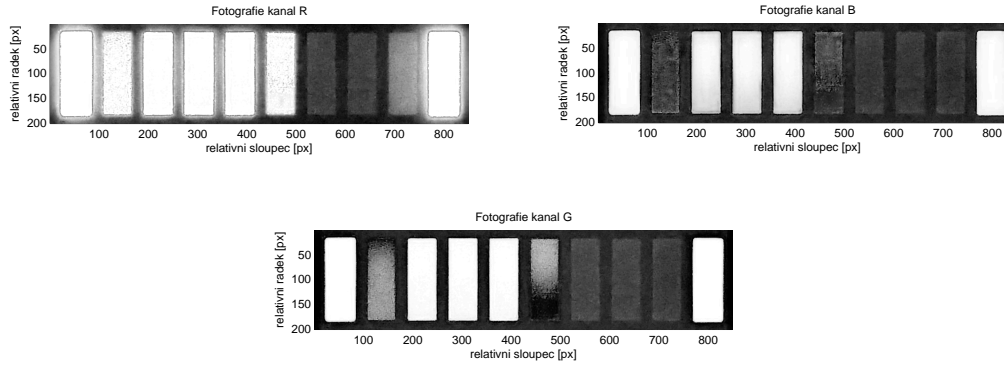 Fotografie kanal R
relativni radek [px]
50
100
150
200
100 200 300 400 500 600 700 800
relativni sloupec [px]
Fotografie kanal B
relativni radek [px]
50
100
150
200
100 200 300 400 500 600 700 800
relativni sloupec [px]
Fotografie kanal G
relativni radek [px]
50
100
150
200
100 200 300 400 500 600 700 800
relativni sloupec [px]